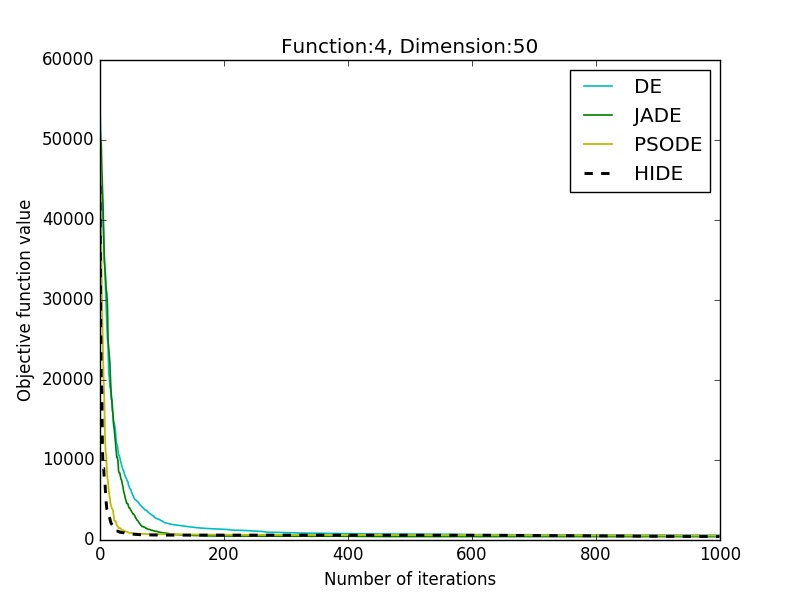 Function:4, Dimension:50
60000
50000
40000
30000
20000
10000
0
Objective function value
DE
JADE
PSODE
HIDE
0 200 400 600 800 1000
Number of iterations